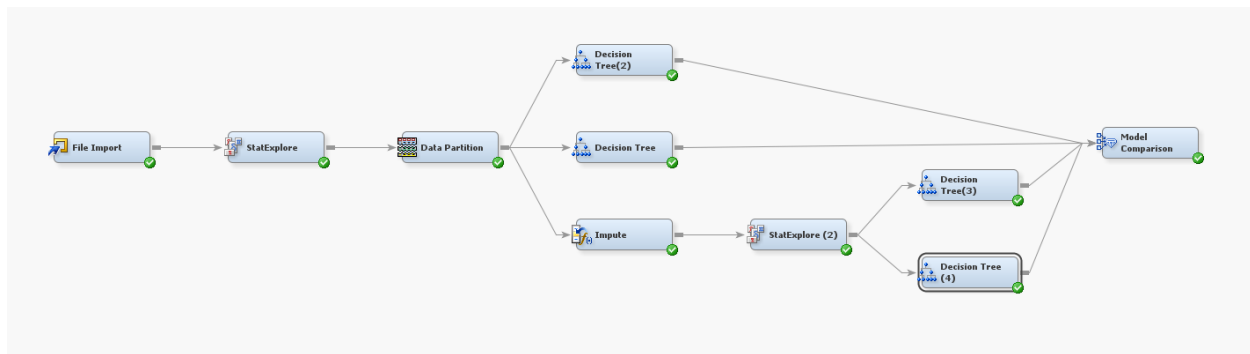 Decision
Tree(2)
File Import
StatExplore
Data Partition
Decision Tree
Model
Comparison
Decision
Tree(3)
Impute
StatExplore (2)
Decision Tree
(4)